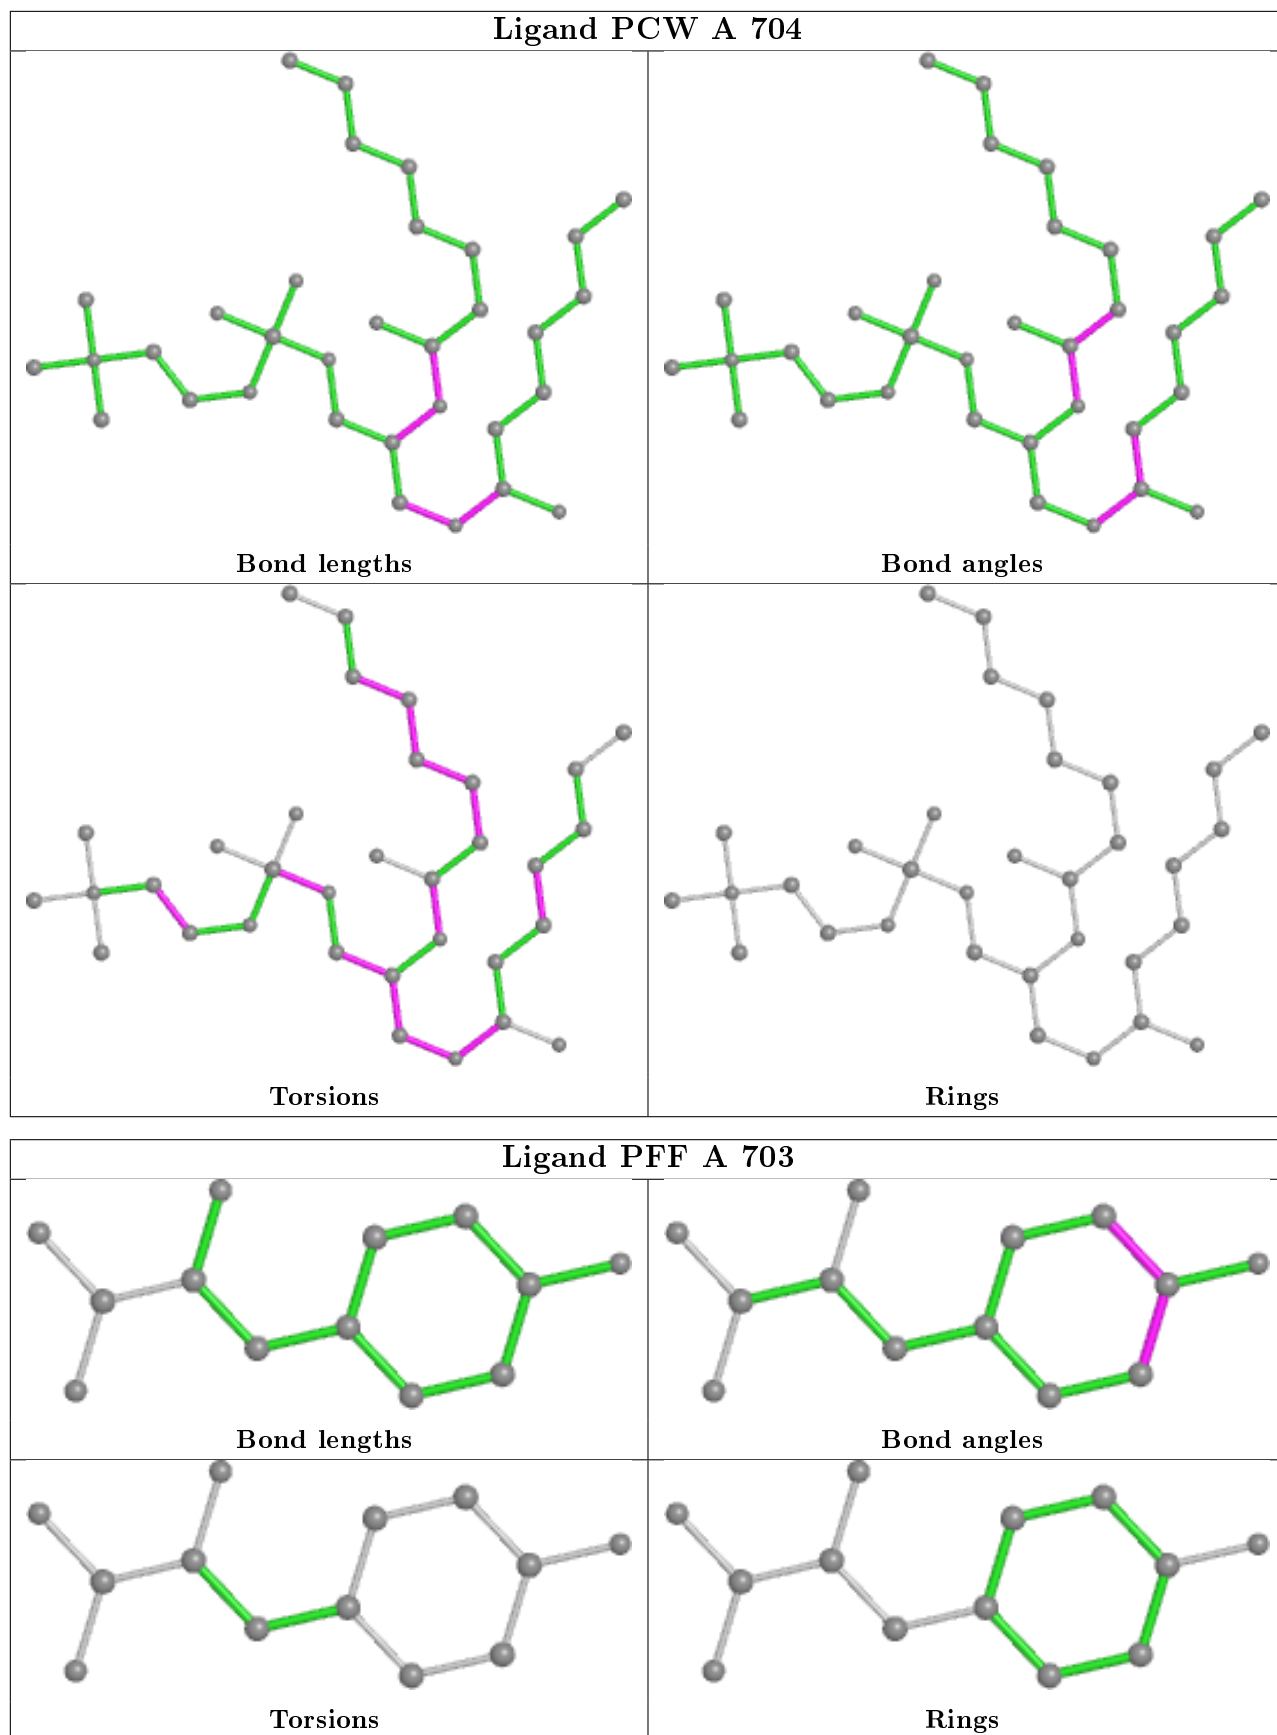 Ligand PCW A 704
Bond lengths
Bond angles
Torsions
Rings
Ligand PFF A 703
Bond lengths
Bond angles
Torsions
Rings